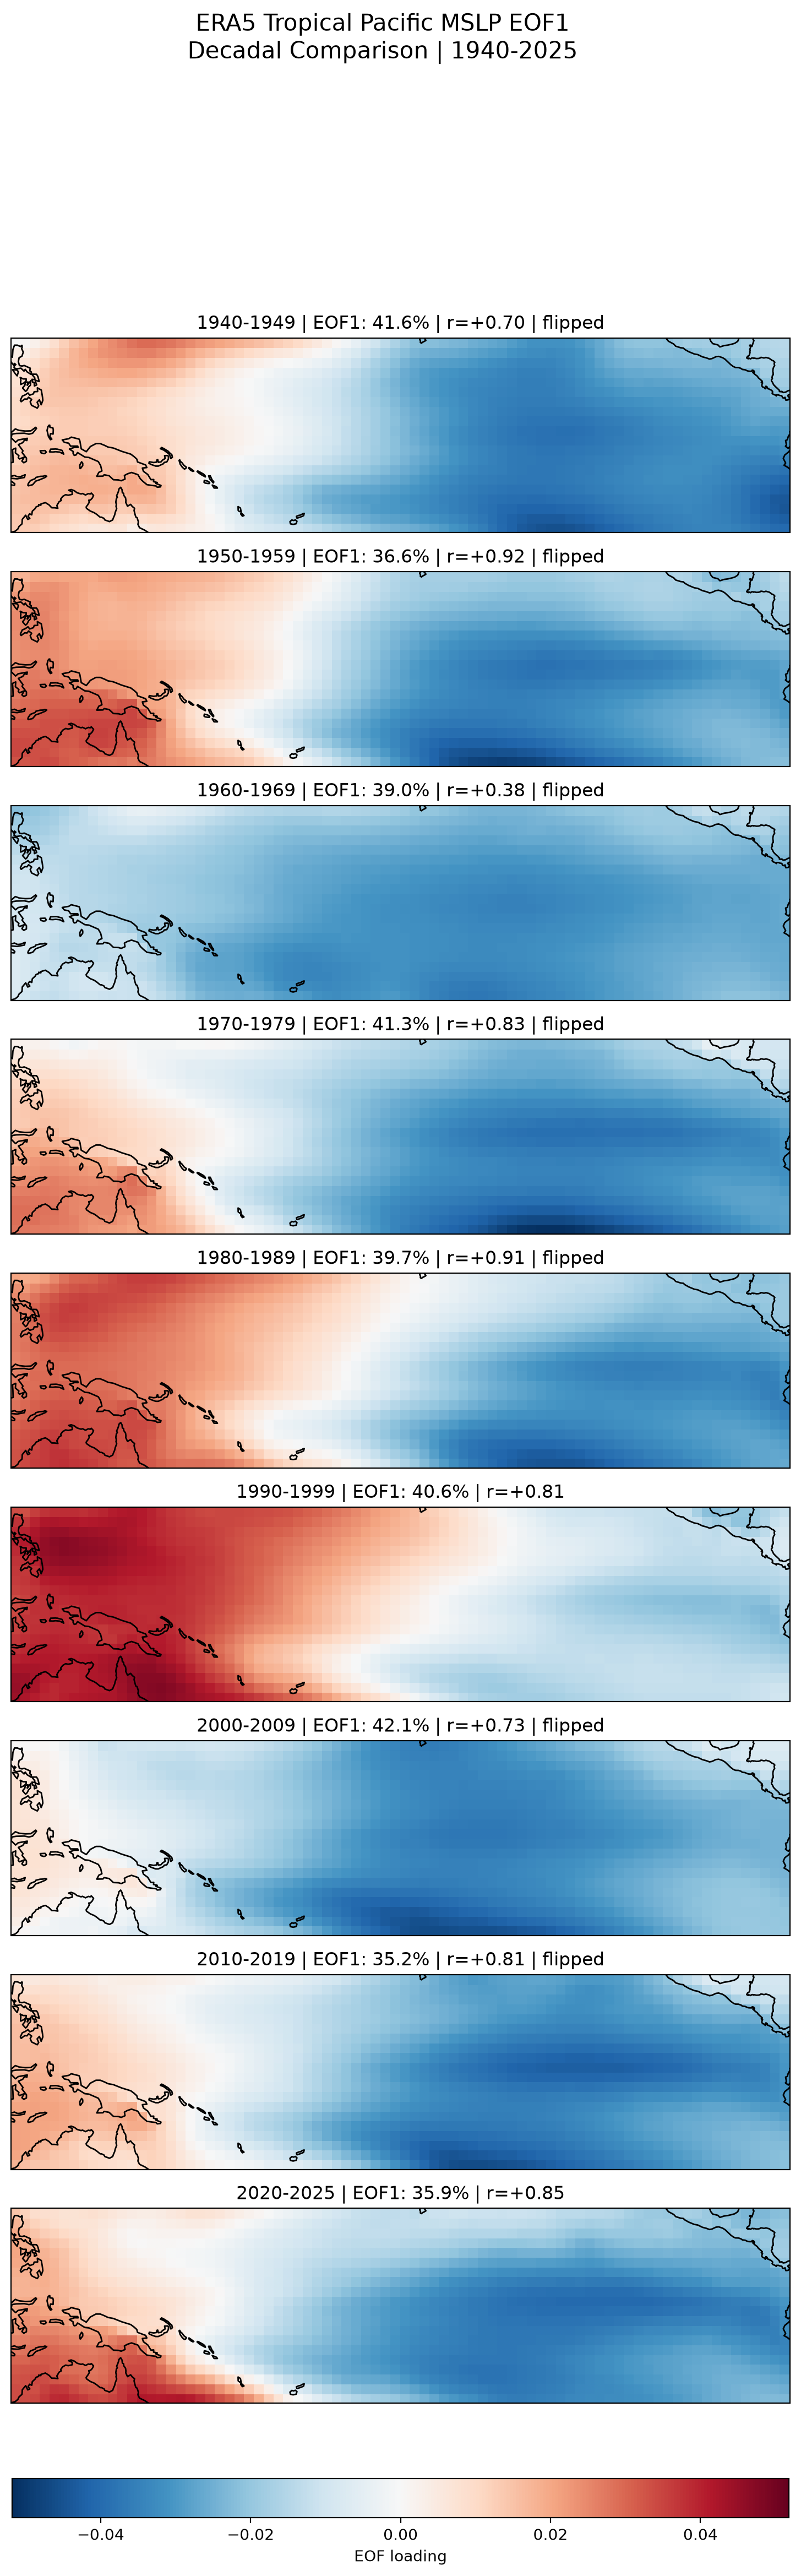 ERA5 Tropical Pacific MSLP EOF1
Decadal Comparison | 1940-2025
1940-1949 | EOF1: 41.6% | r=+0.70 | flipped
1950-1959 | EOF1: 36.6% | r=+0.92 | flipped
1960-1969 | EOF1: 39.0% | r=+0.38 | flipped
1970-1979 | EOF1: 41.3% | r=+0.83 | flipped
1980-1989 | EOF1: 39.7% | r=+0.91 | flipped
1990-1999 | EOF1: 40.6% | r=+0.81
2000-2009 | EOF1: 42.1% | r=+0.73 | flipped
2010-2019 | EOF1: 35.2% | r=+0.81 | flipped
2020-2025 | EOF1: 35.9% | r=+0.85
−0.04 −0.02 0.00 0.02 0.04
EOF loading